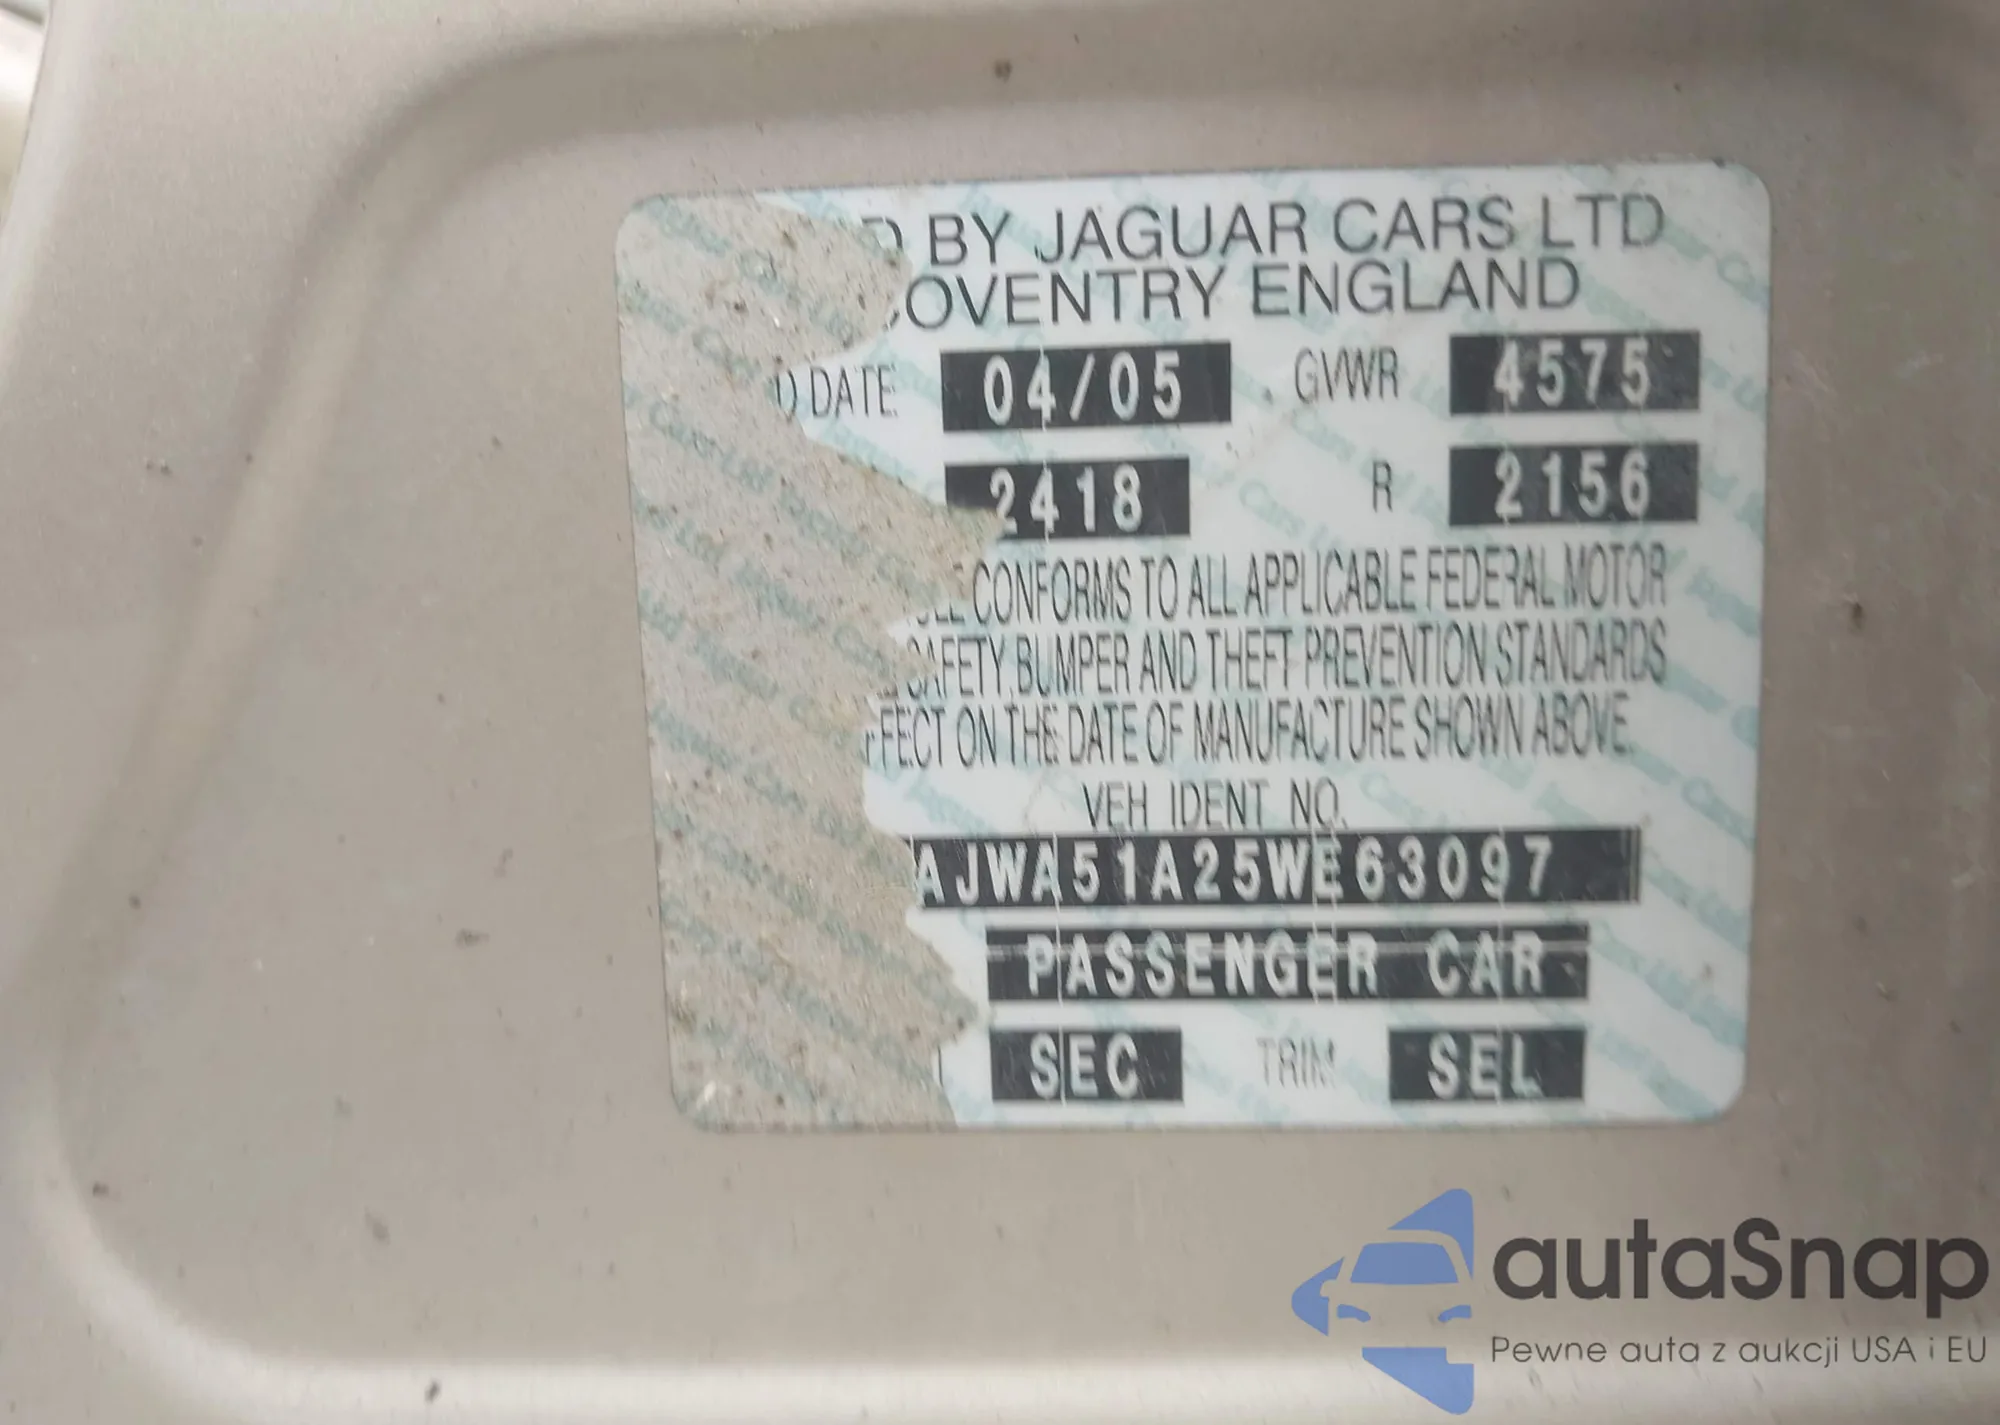 D BY JAGUAR CARS LTD
OVENTRY ENGLAND
D DATE 04/05 GVWR 4575
2418 R 2156
CONFORMS TO ALL APPLICABLE FEDERAL MOTOR
SAFETY, BUMPER AND THEFT PREVENTION STANDARDS
FFECT ON THE DATE OF MANUFACTURE SHOWN ABOVE.
VEH IDENT NO.
AJWA51A25WE63097
PASSENGER CAR
SEC TRIM SEL
autaSnap
Pewne auta z aukcji USA i EU